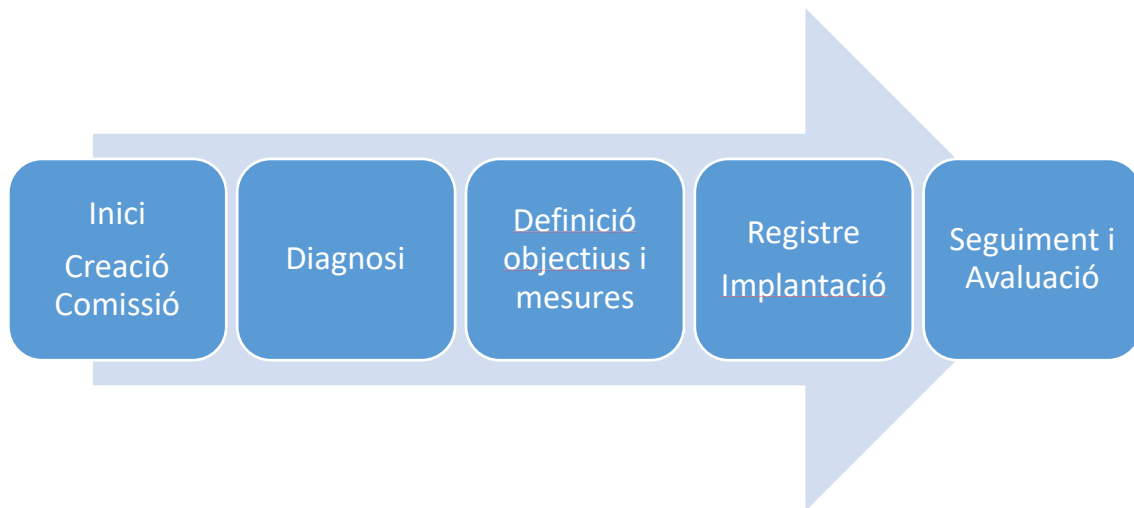 Inici
Creació
Comissió
Diagnosi
Definició
objectius i
mesures
Registre
Implantació
Seguiment i
Avaluació